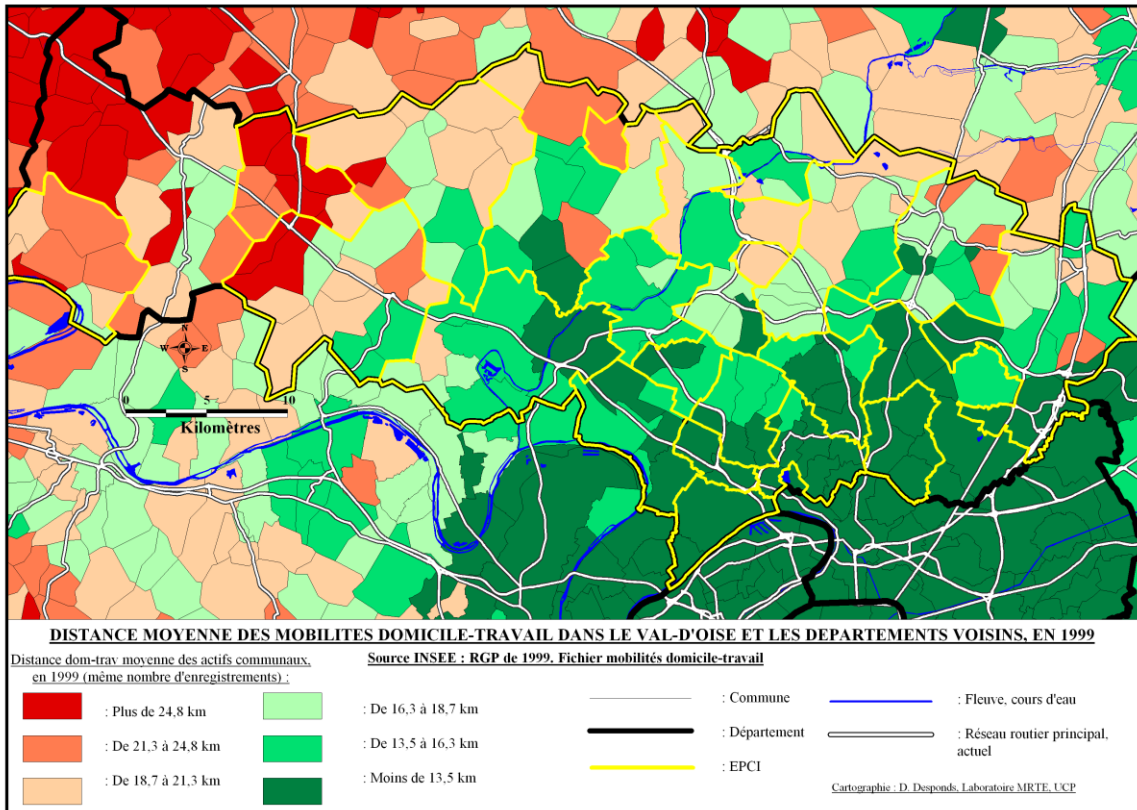 N
W E
S
0 5 10
Kilomètres
DISTANCE MOYENNE DES MOBILITES DOMICILE-TRAVAIL DANS LE VAL-D'OISE ET LES DEPARTEMENTS VOISINS, EN 1999
Distance dom-trav moyenne des actifs communaux,
en 1999 (même nombre d'enregistrements) :
Source INSEE : RGP de 1999. Fichier mobilités domicile-travail
: Plus de 24,8 km
: De 21,3 à 24,8 km
: De 18,7 à 21,3 km
: De 16,3 à 18,7 km
: De 13,5 à 16,3 km
: Moins de 13,5 km
: Commune
: Département
: EPCI
: Fleuve, cours d'eau
: Réseau routier principal,
actuel
Cartographie : D. Desponds, Laboratoire MRTE, UCP